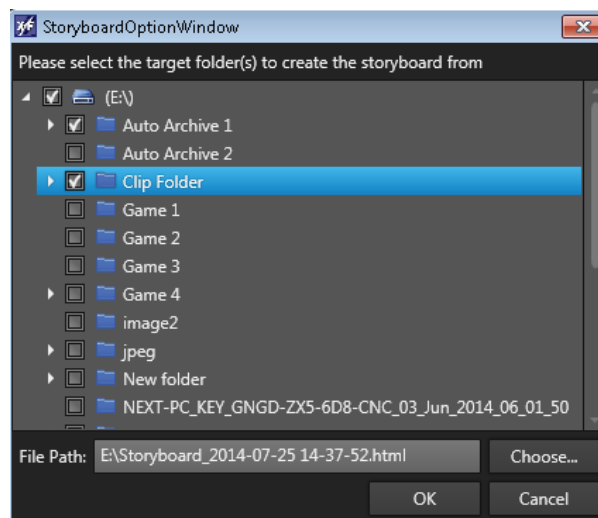 StoryboardOptionWindow
Please select the target folder(s) to create the storyboard from
(E:\)
Auto Archive 1
Auto Archive 2
Clip Folder
Game 1
Game 2
Game 3
Game 4
image2
jpeg
New folder
NEXT-PC_KEY_GNGD-ZX5-6D8-CNC_03_Jun_2014_06_01_50
File Path: E:\Storyboard_2014-07-25 14-37-52.html Choose...
OK Cancel